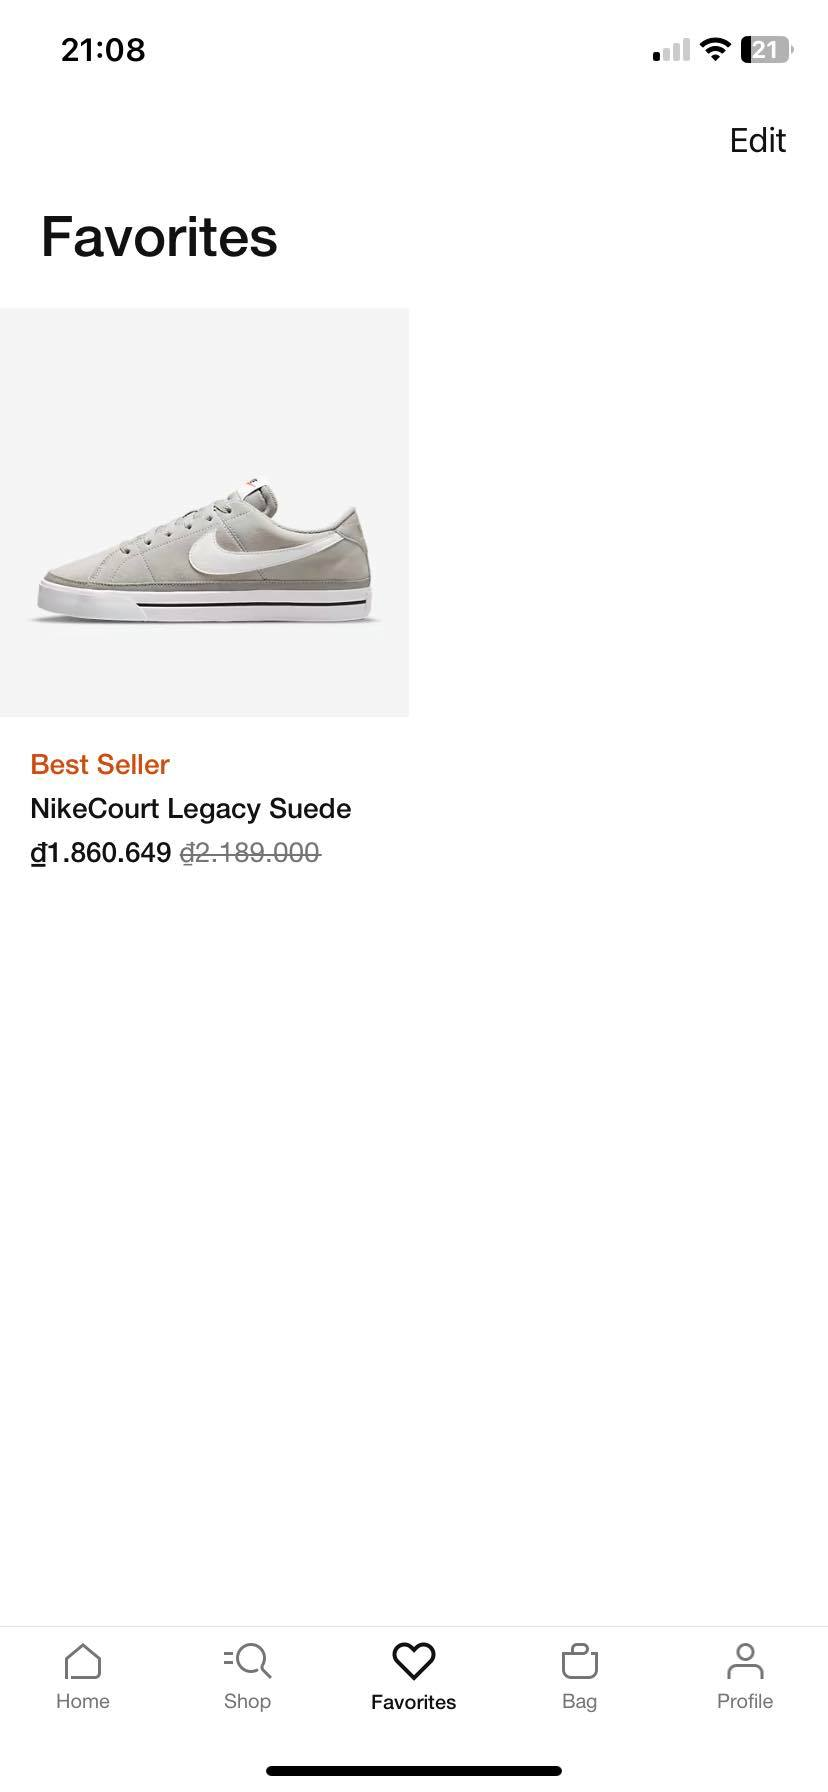 21:08
21
Edit
Favorites
Best Seller
NikeCourt Legacy Suede
₫1.860.649 ₫2.189.000
Home
Shop
Favorites
Bag
Profile